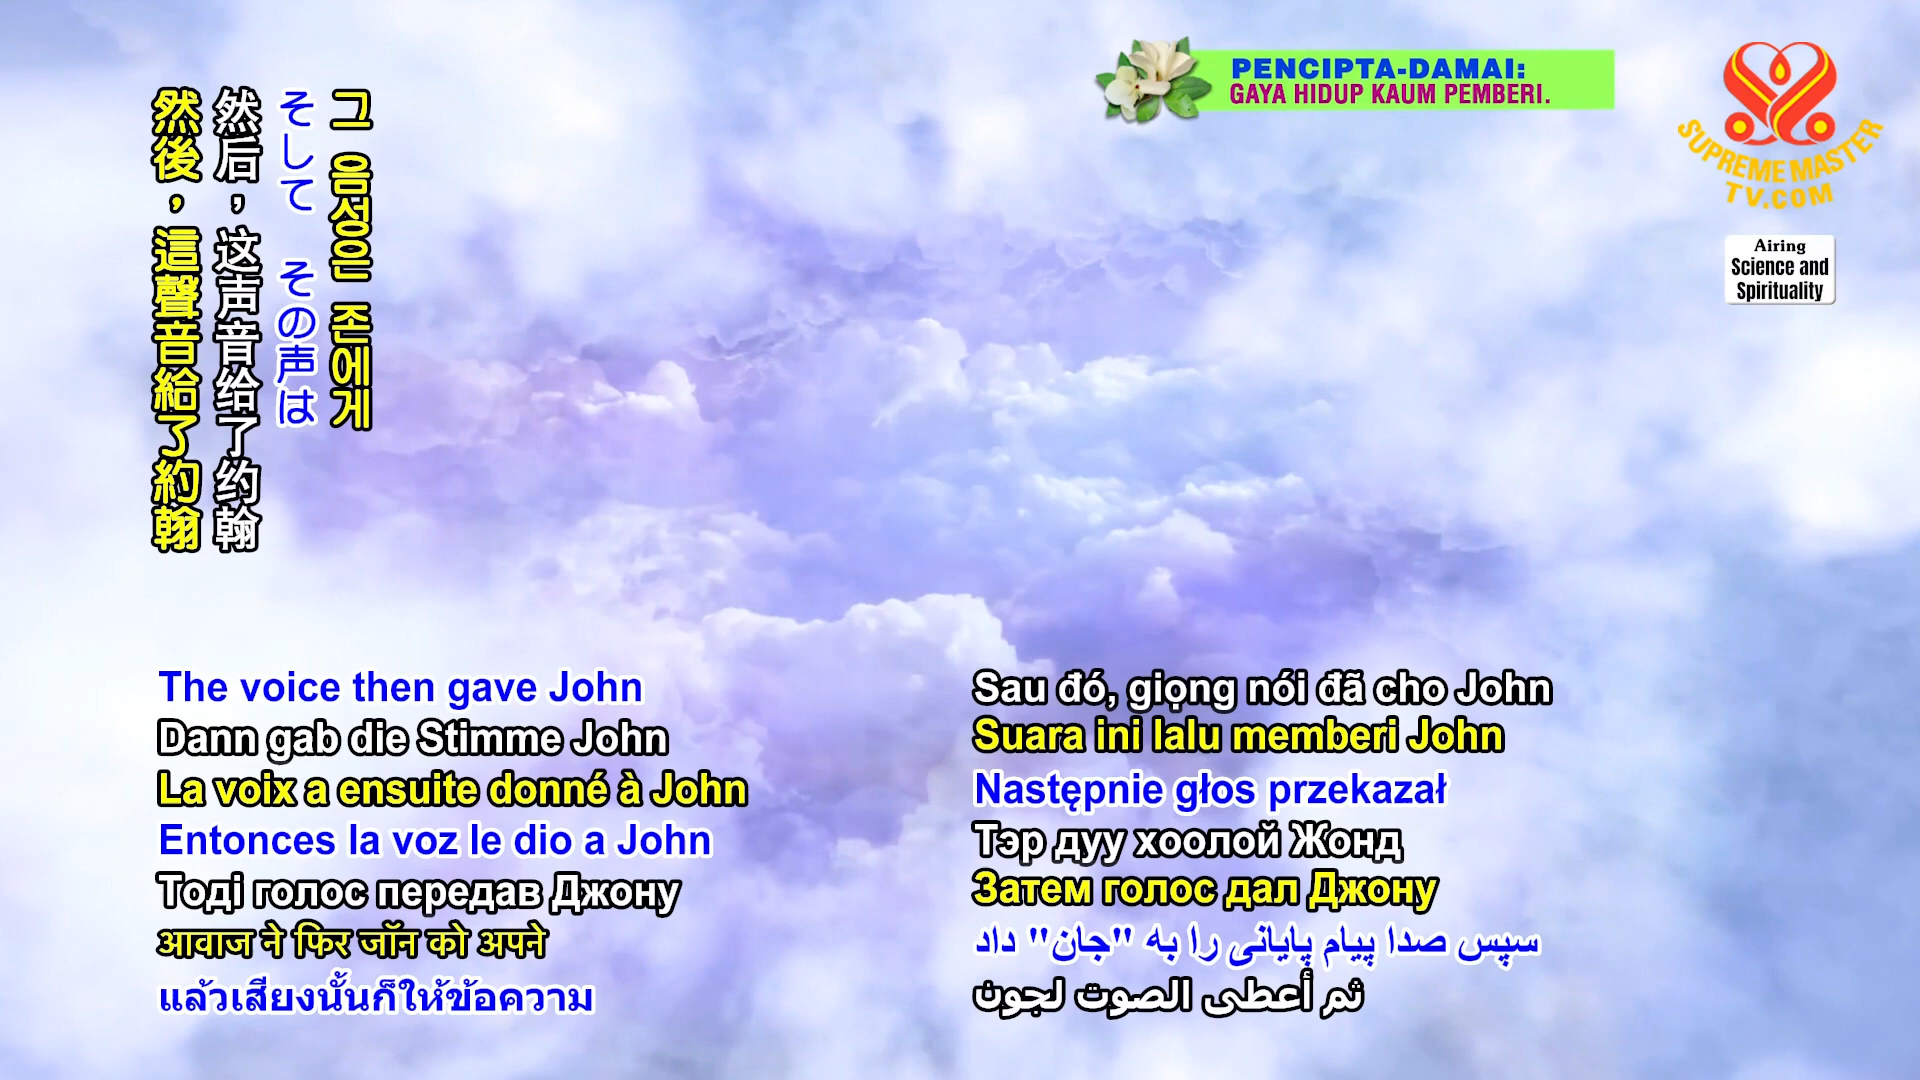 PENCIPTA-DAMAI:
GAYA HIDUP KAUM PEMBERI.
SUPREME MASTER
TV.COM
Airing
Science and
Spirituality
그 음성은 존에게
そして その声は
然后，这声音给了约翰
然後，這聲音給了約翰
The voice then gave John
Dann gab die Stimme John
La voix a ensuite donné à John
Entonces la voz le dio a John
Тоді голос передав Джону
आवाज ने फिर जॉन को अपने
แล้วเสียงนั้นก็ให้ข้อความ
Sau đó, giọng nói đã cho John
Suara ini lalu memberi John
Następnie głos przekazał
Тэр дуу хоолой Жонд
Затем голос дал Джону
سپس صدا پیام پایانی را به "جان" داد
ثم أعطى الصوت لجون